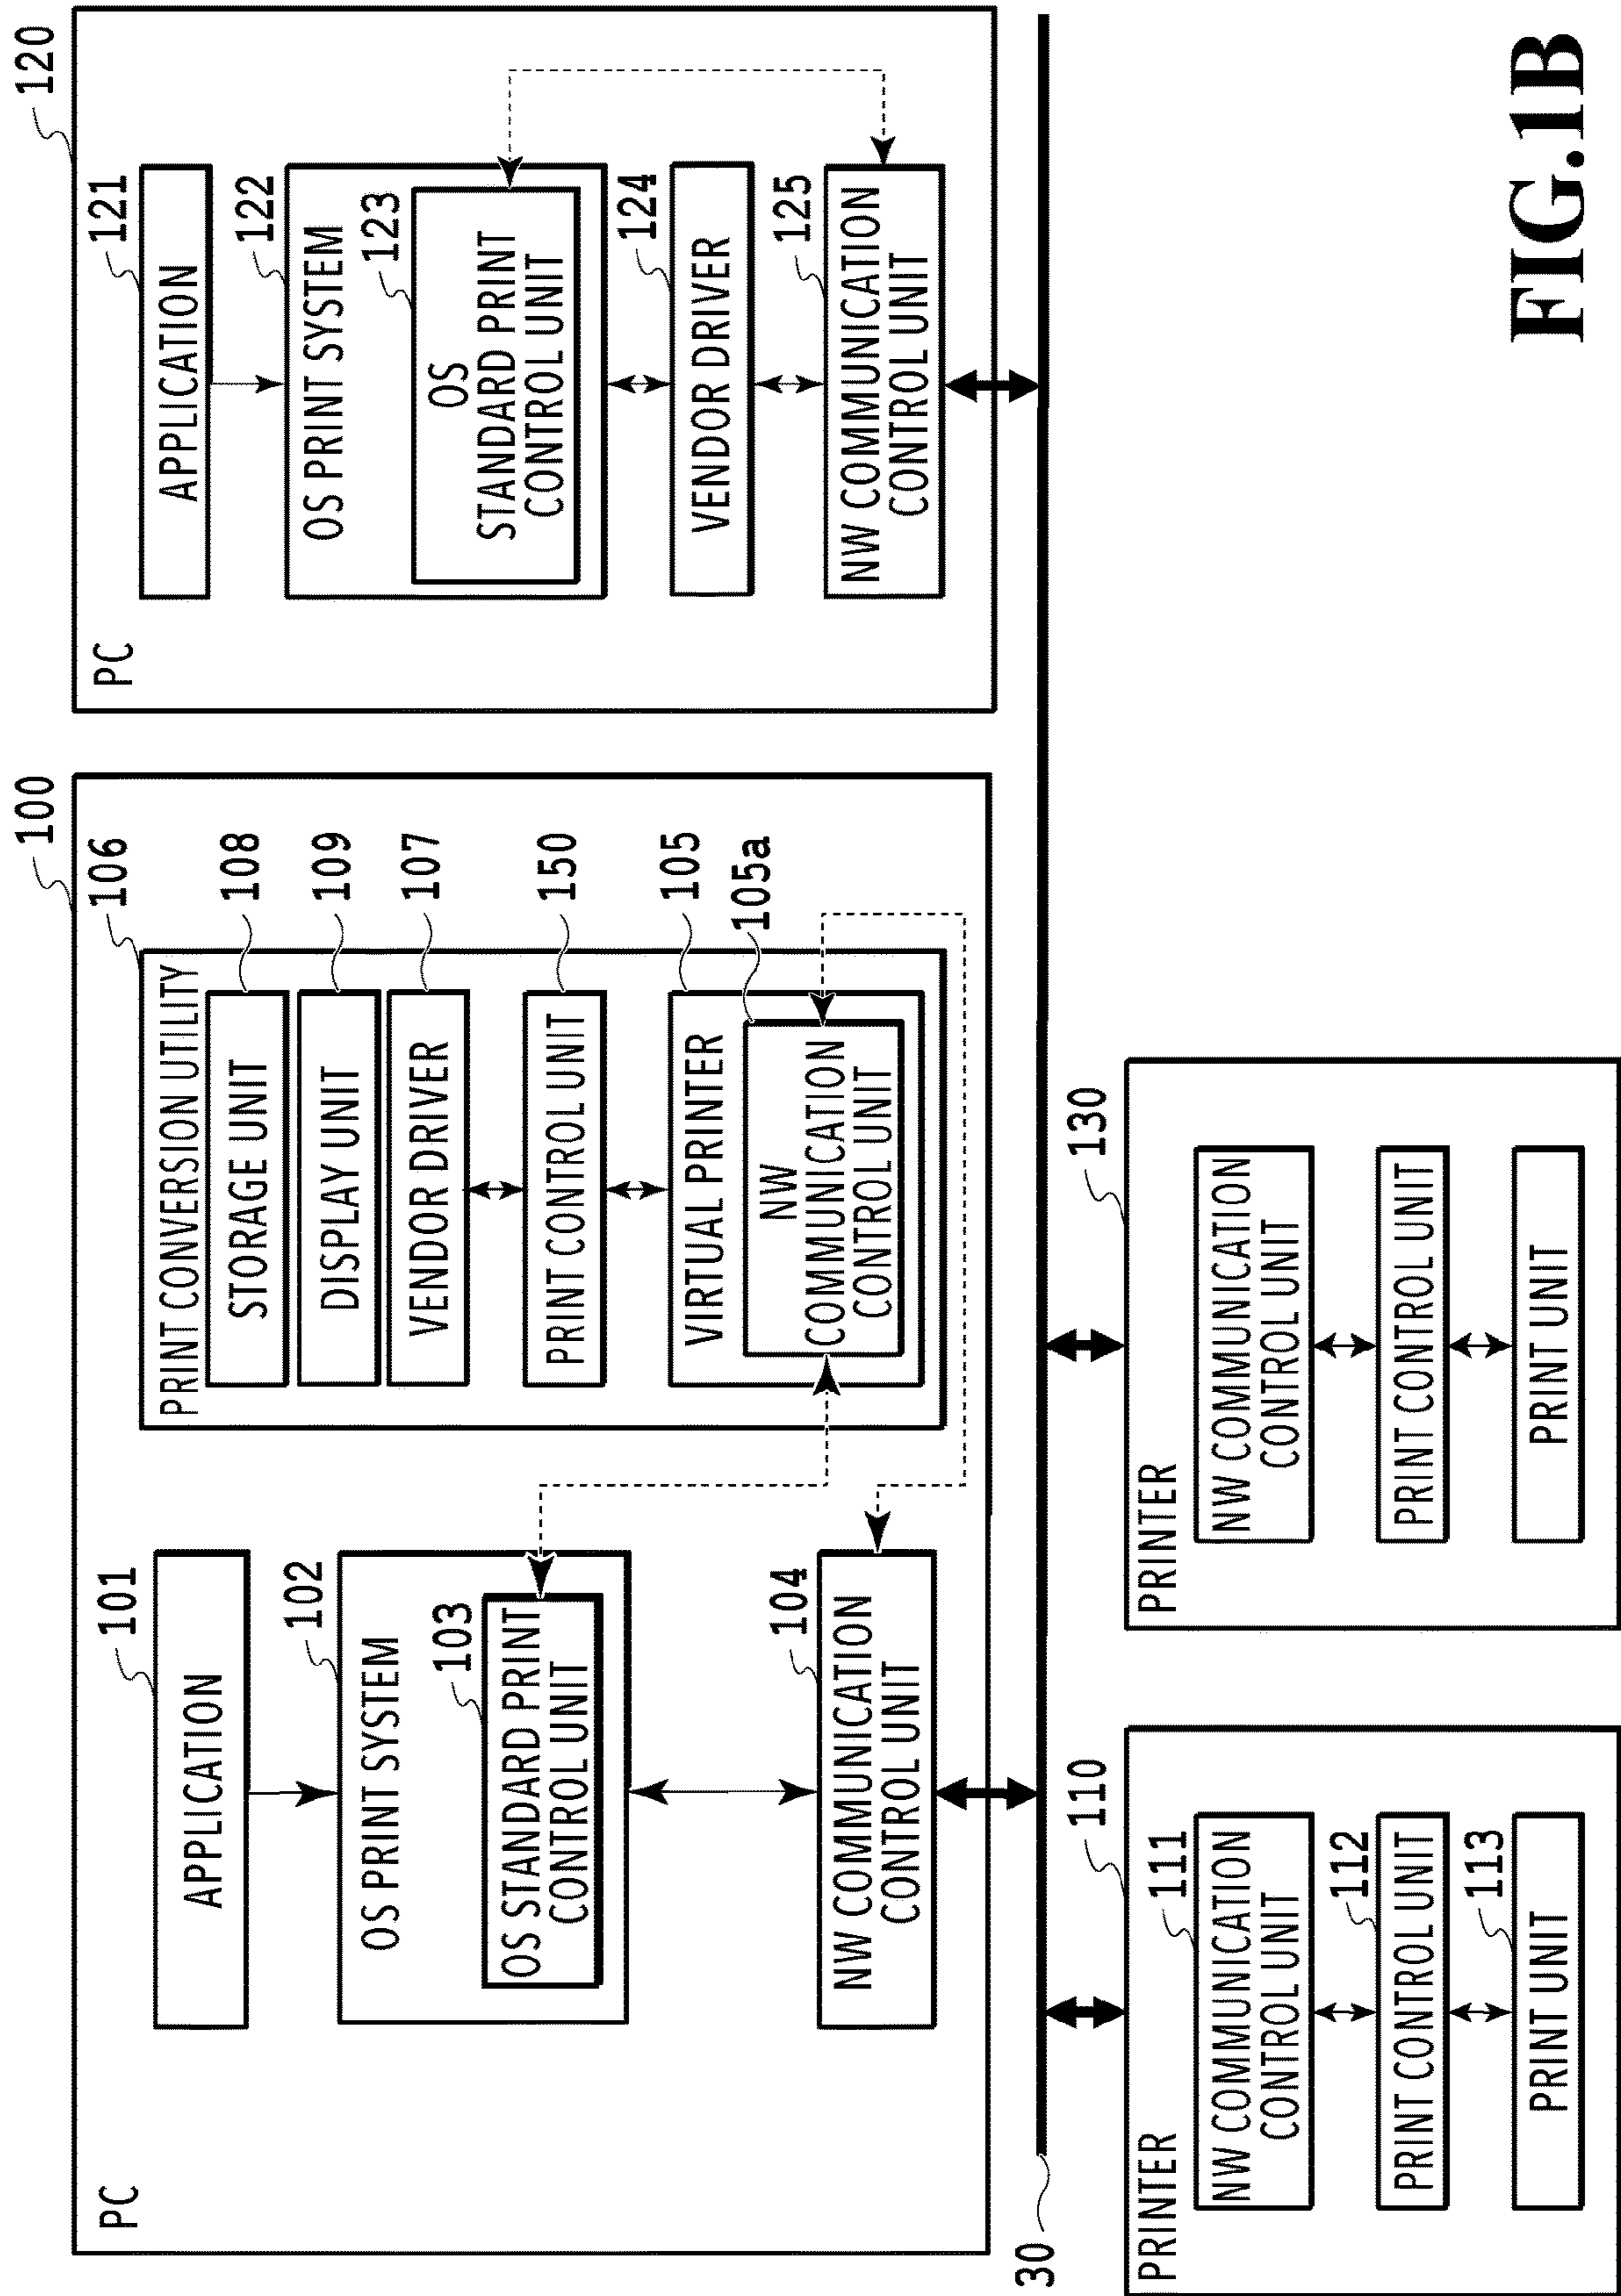 100
PC
101
APPLICATION
102
OS PRINT SYSTEM
103
OS STANDARD PRINT
CONTROL UNIT
104
NW COMMUNICATION
CONTROL UNIT
106
PRINT CONVERSION UTILITY
108
STORAGE UNIT
109
DISPLAY UNIT
107
VENDOR DRIVER
150
PRINT CONTROL UNIT
105
VIRTUAL PRINTER
105a
NW
COMMUNICATION
CONTROL UNIT
120
PC
121
APPLICATION
122
OS PRINT SYSTEM
123
OS
STANDARD PRINT
CONTROL UNIT
124
VENDOR DRIVER
125
NW COMMUNICATION
CONTROL UNIT
30
110
PRINTER
111
NW COMMUNICATION
CONTROL UNIT
112
PRINT CONTROL UNIT
113
PRINT UNIT
130
PRINTER
NW COMMUNICATION
CONTROL UNIT
PRINT CONTROL UNIT
PRINT UNIT
FIG.1B